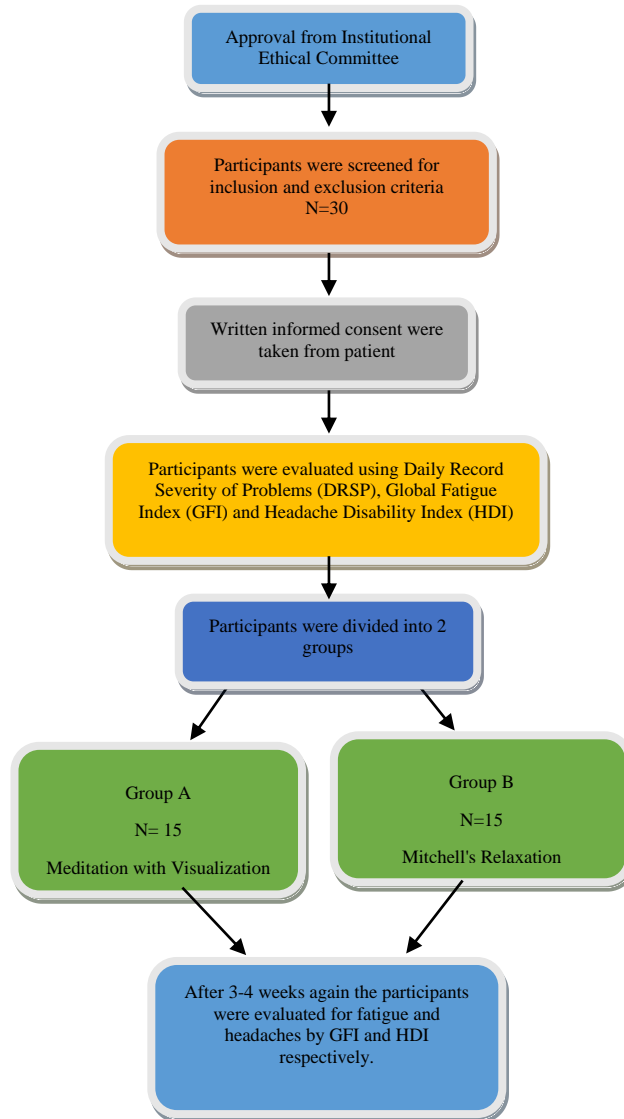 Approval from Institutional
Ethical Committee
Participants were screened for
inclusion and exclusion criteria
N=30
Written informed consent were
taken from patient
Participants were evaluated using Daily Record
Severity of Problems (DRSP), Global Fatigue
Index (GFI) and Headache Disability Index (HDI)
Participants were divided into 2
groups
Group A
N= 15
Meditation with Visualization
Group B
N=15
Mitchell's Relaxation
After 3-4 weeks again the participants
were evaluated for fatigue and
headaches by GFI and HDI
respectively.